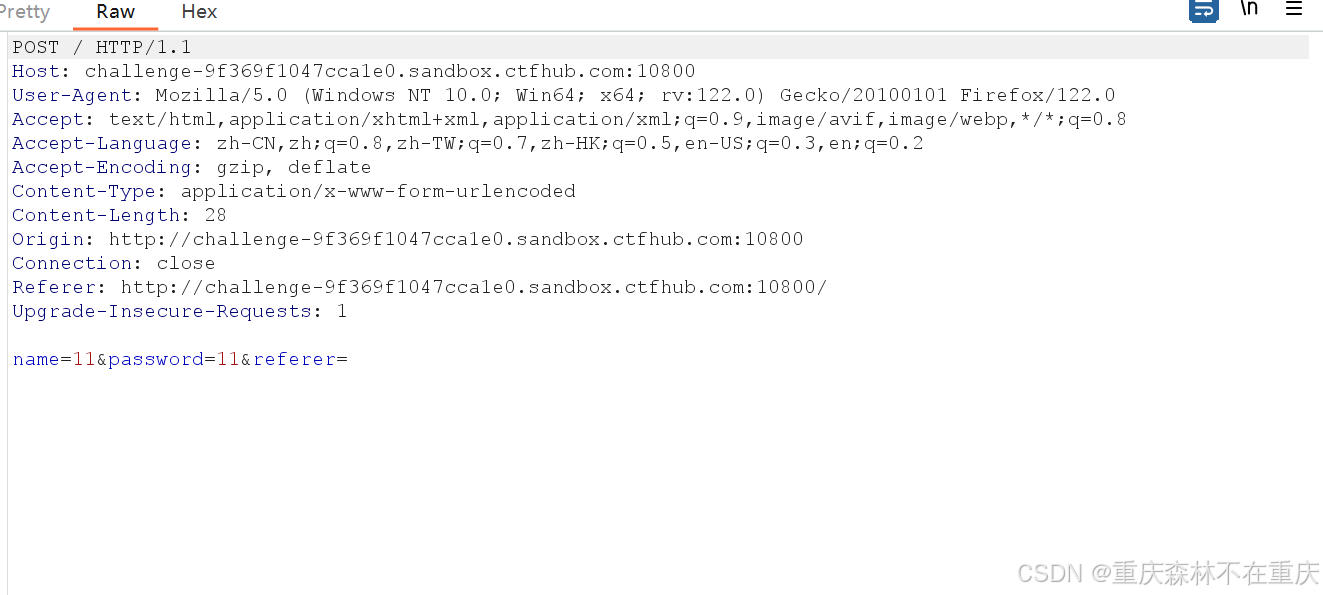 Pretty Raw Hex \n
POST / HTTP/1.1
Host: challenge-9f369f1047cca1e0.sandbox.ctfhub.com:10800
User-Agent: Mozilla/5.0 (Windows NT 10.0; Win64; x64; rv:122.0) Gecko/20100101 Firefox/122.0
Accept: text/html,application/xhtml+xml,application/xml;q=0.9,image/avif,image/webp,*/*;q=0.8
Accept-Language: zh-CN,zh;q=0.8,zh-TW;q=0.7,zh-HK;q=0.5,en-US;q=0.3,en;q=0.2
Accept-Encoding: gzip, deflate
Content-Type: application/x-www-form-urlencoded
Content-Length: 28
Origin: http://challenge-9f369f1047cca1e0.sandbox.ctfhub.com:10800
Connection: close
Referer: http://challenge-9f369f1047cca1e0.sandbox.ctfhub.com:10800/
Upgrade-Insecure-Requests: 1
name=11&password=11&referer=
CSDN @重庆森林不在重庆